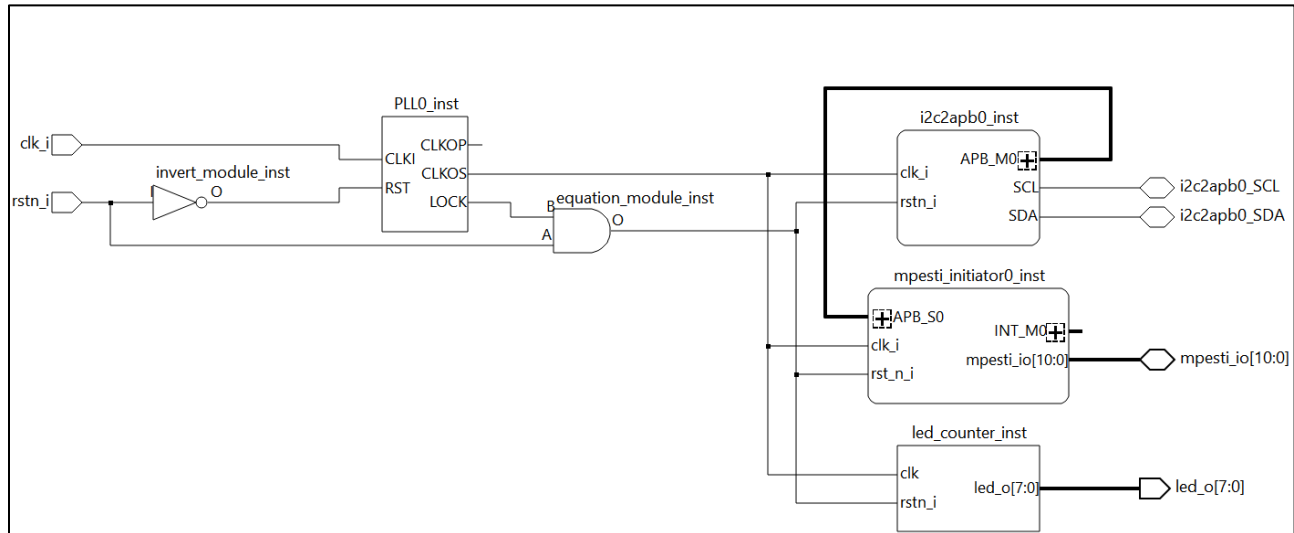 PLL0_inst
clk_i
CLKI
CLKOP
invert_module_inst
I
O
RST
CLKOS
rstn_i
LOCK
equation_module_inst
B
A
O
i2c2apb0_inst
APB_M0
clk_i
SCL
i2c2apb0_SCL
rstn_i
SDA
i2c2apb0_SDA
mpesti_initiator0_inst
APB_S0
INT_M0
clk_i
mpesti_io[10:0]
mpesti_io[10:0]
rst_n_i
led_counter_inst
clk
led_o[7:0]
led_o[7:0]
rstn_i